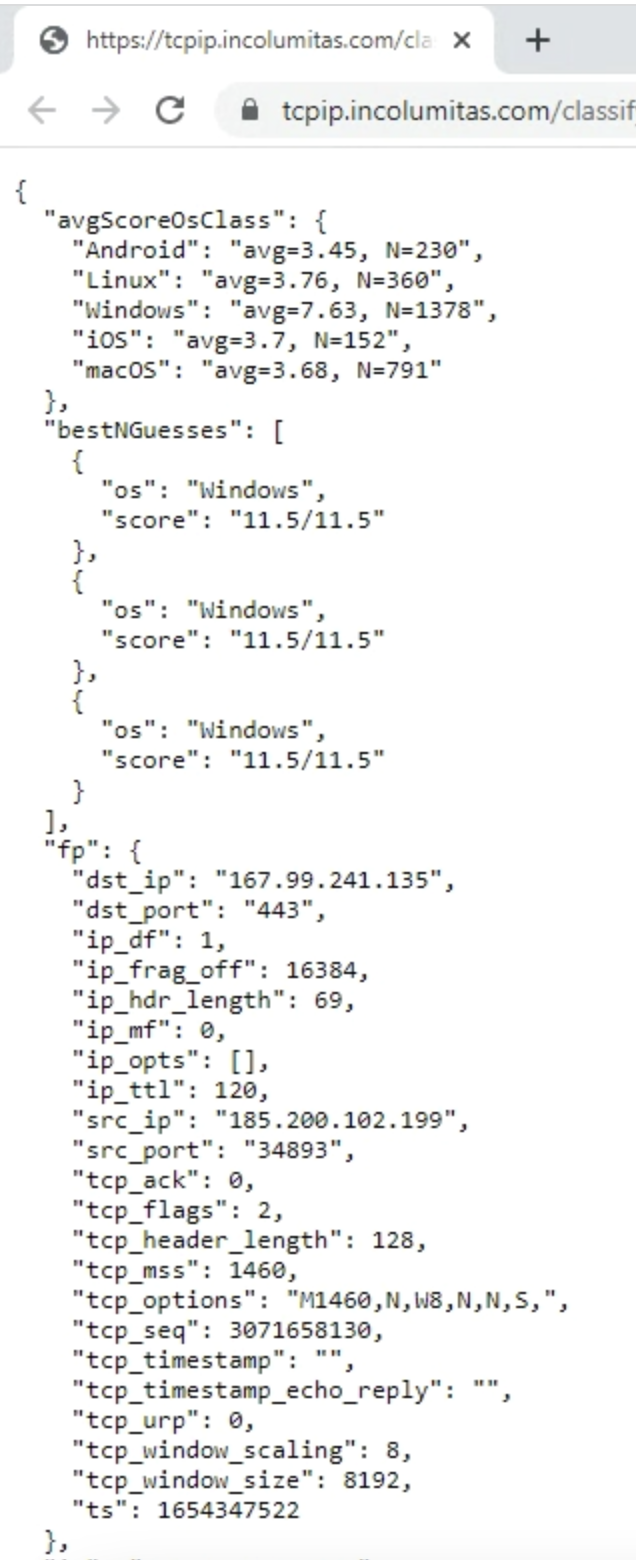 https://tcpip.incolumitas.com/cla
tcpip.incolumitas.com/classify
{
"avgScoreOsClass": {
"Android": "avg=3.45, N=230",
"Linux": "avg=3.76, N=360",
"Windows": "avg=7.63, N=1378",
"iOS": "avg=3.7, N=152",
"macOS": "avg=3.68, N=791"
},
"bestNGuesses": [
{
"os": "Windows",
"score": "11.5/11.5"
},
{
"os": "Windows",
"score": "11.5/11.5"
},
{
"os": "Windows",
"score": "11.5/11.5"
}
],
"fp": {
"dst_ip": "167.99.241.135",
"dst_port": "443",
"ip_df": 1,
"ip_frag_off": 16384,
"ip_hdr_length": 69,
"ip_mf": 0,
"ip_opts": [],
"ip_ttl": 120,
"src_ip": "185.200.102.199",
"src_port": "34893",
"tcp_ack": 0,
"tcp_flags": 2,
"tcp_header_length": 128,
"tcp_mss": 1460,
"tcp_options": "M1460,N,W8,N,N,S,",
"tcp_seq": 3071658130,
"tcp_timestamp": "",
"tcp_timestamp_echo_reply": "",
"tcp_urp": 0,
"tcp_window_scaling": 8,
"tcp_window_size": 8192,
"ts": 1654347522
},